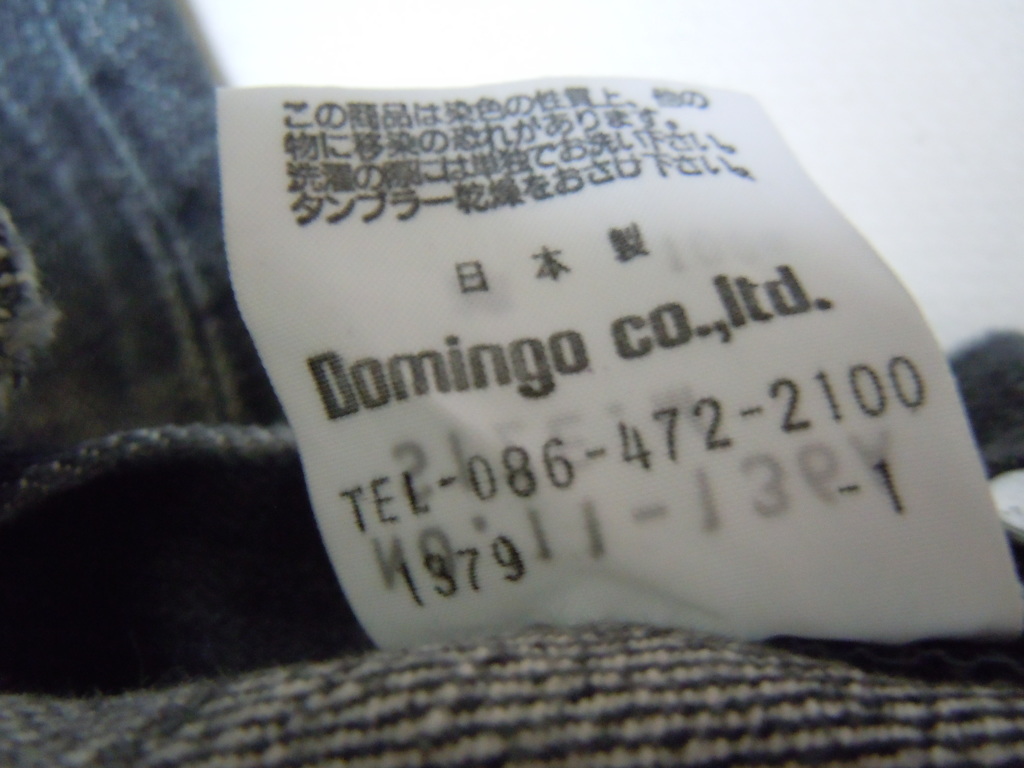 この商品は染色の性質上、他の
物に移染の恐れがあります。
洗濯の際には単独でお洗い下さい。
タンブラー乾燥をおさけ下さい。
日本製
Domingo co.,ltd.
TEL-086-472-2100
1979 -1